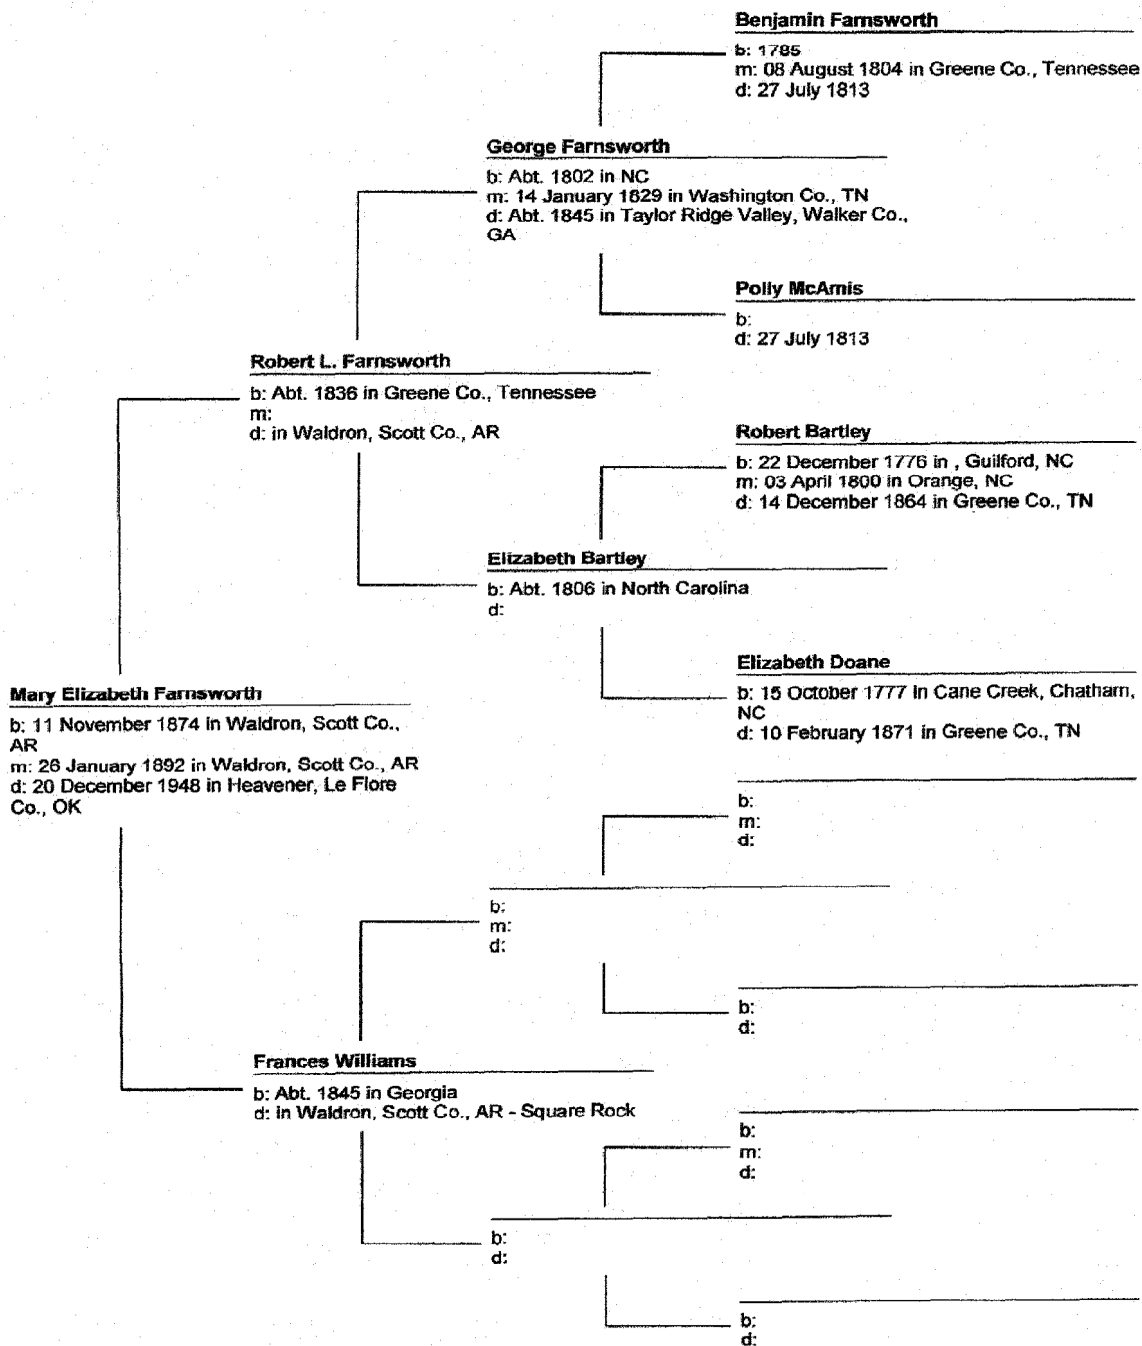 Benjamin Farnsworth
b: 1785
m: 08 August 1804 in Greene Co., Tennessee
d: 27 July 1813
George Farnsworth
b: Abt. 1802 in NC
m: 14 January 1829 in Washington Co., TN
d: Abt. 1845 in Taylor Ridge Valley, Walker Co.,
GA
Polly McAmis
b:
d: 27 July 1813
Robert L. Farnsworth
b: Abt. 1836 in Greene Co., Tennessee
m:
d: in Waldron, Scott Co., AR
Robert Bartley
b: 22 December 1776 in , Guilford, NC
m: 03 April 1800 in Orange, NC
d: 14 December 1864 in Greene Co., TN
Elizabeth Bartley
b: Abt. 1806 in North Carolina
d:
Elizabeth Doane
b: 15 October 1777 in Cane Creek, Chatham,
NC
d: 10 February 1871 in Greene Co., TN
Mary Elizabeth Farnsworth
b: 11 November 1874 in Waldron, Scott Co.,
AR
m: 26 January 1892 in Waldron, Scott Co., AR
d: 20 December 1948 in Heavener, Le Flore
Co., OK
b:
m:
d:
b:
m:
d:
b:
d:
Frances Williams
b: Abt. 1845 in Georgia
d: in Waldron, Scott Co., AR - Square Rock
b:
m:
d:
b:
d:
b:
d: